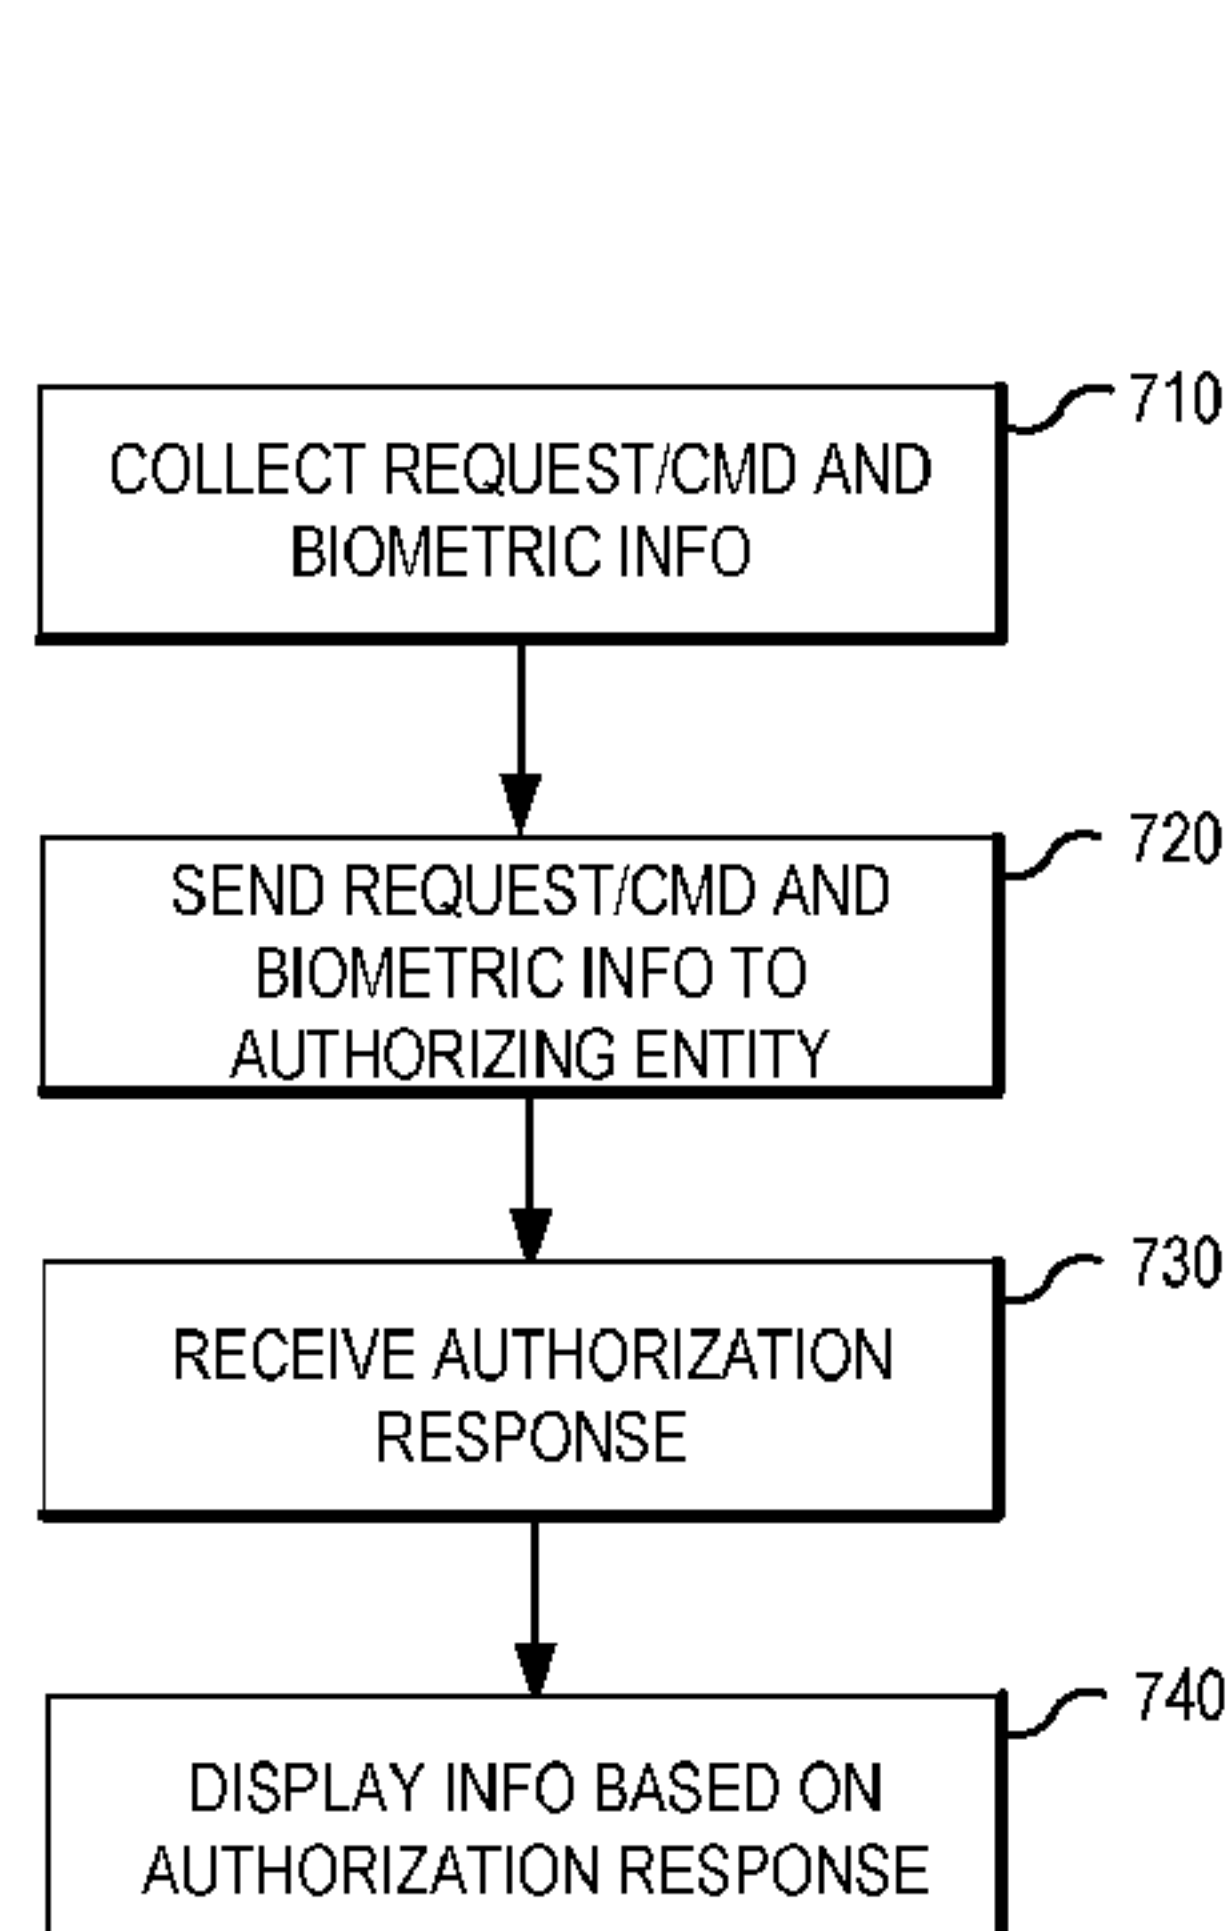 710
COLLECT REQUEST/CMD AND
BIOMETRIC INFO
720
SEND REQUEST/CMD AND
BIOMETRIC INFO TO
AUTHORIZING ENTITY
730
RECEIVE AUTHORIZATION
RESPONSE
740
DISPLAY INFO BASED ON
AUTHORIZATION RESPONSE